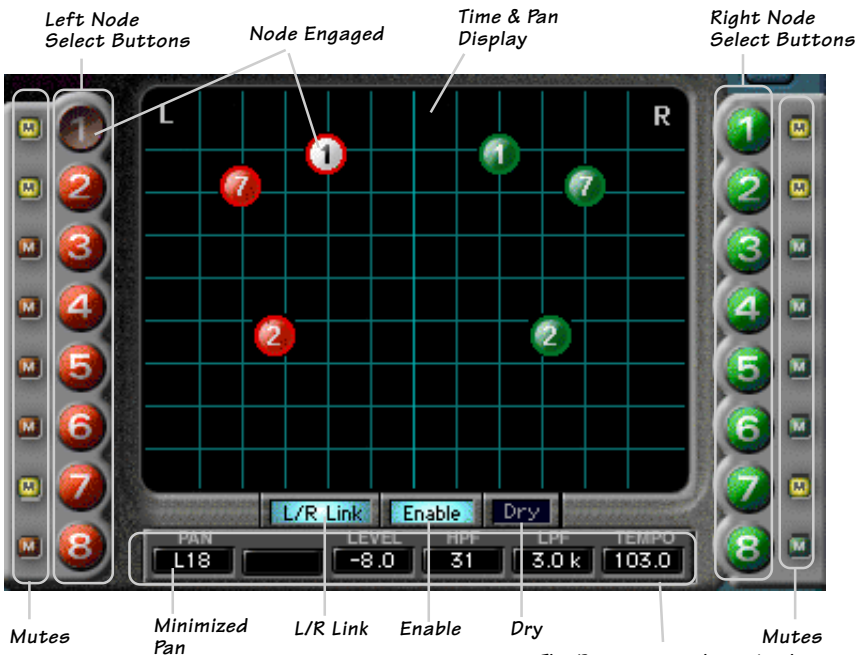 Left Node
Select Buttons
Node Engaged
Time & Pan
Display
Right Node
Select Buttons
L
R
M
1
1
1
1
M
M
2
7
7
2
M
M
3
3
M
M
4
4
M
2
2
M
5
5
M
M
6
6
M
M
7
7
M
L/R Link
Enable
Dry
M
8
8
M
PAN
LEVEL
HPF
LPF
TEMPO
L18
-8.0
31
3.0 k
103.0
Mutes
Minimized
Pan
L/R Link
Enable
Dry
Mutes